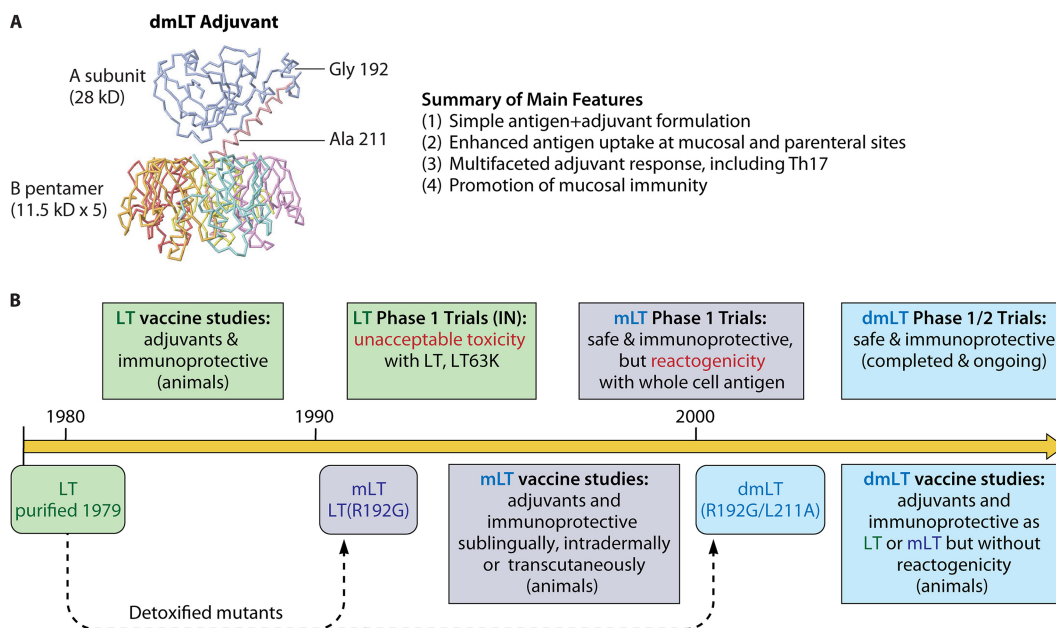 A
dmLT Adjuvant
A subunit
(28 kD)
Gly 192
Ala 211
B pentamer
(11.5 kD x 5)
Summary of Main Features
(1) Simple antigen+adjuvant formulation
(2) Enhanced antigen uptake at mucosal and parenteral sites
(3) Multifaceted adjuvant response, including Th17
(4) Promotion of mucosal immunity
B
LT vaccine studies:
adjuvants &
immunoprotective
(animals)
LT Phase 1 Trials (IN):
unacceptable toxicity
with LT, LT63K
mLT Phase 1 Trials:
safe & immunoprotective,
but reactogenicity
with whole cell antigen
dmLT Phase 1/2 Trials:
safe & immunoprotective
(completed & ongoing)
1980
1990
2000
LT
purified 1979
mLT
LT(R192G)
mLT vaccine studies:
adjuvants and
immunoprotective
sublingually, intradermally
or transcutaneously
(animals)
dmLT
(R192G/L211A)
dmLT vaccine studies:
adjuvants and
immunoprotective as
LT or mLT but without
reactogenicity
(animals)
Detoxified mutants